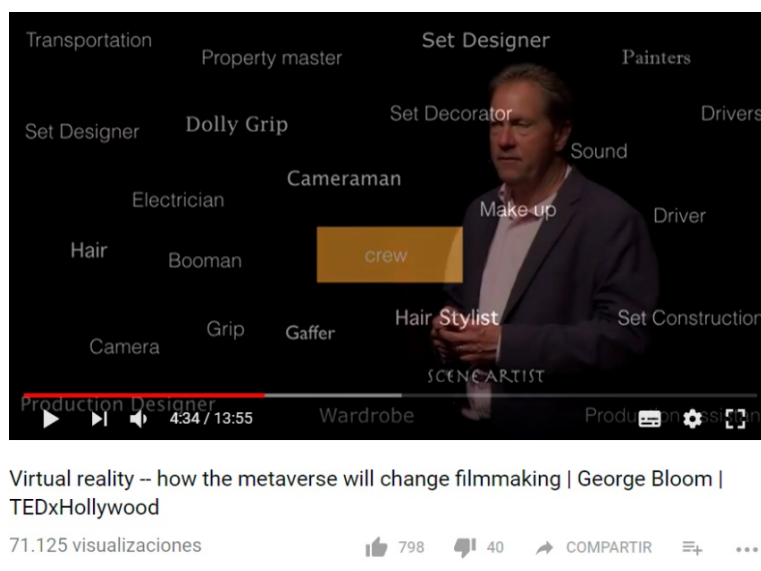 Transportation
Property master
Set Designer
Painters
Set Designer
Dolly Grip
Set Decorator
Drivers
Sound
Cameraman
Electrician
Make up
Driver
Hair
Booman
crew
Camera
Grip
Gaffer
Hair Stylist
Set Construction
SCENE ARTIST
Production Designer
Wardrobe
Production Assistan
4:34 / 13:55
Virtual reality -- how the metaverse will change filmmaking | George Bloom |
TEDxHollywood
71.125 visualizaciones
798
40
COMPARTIR